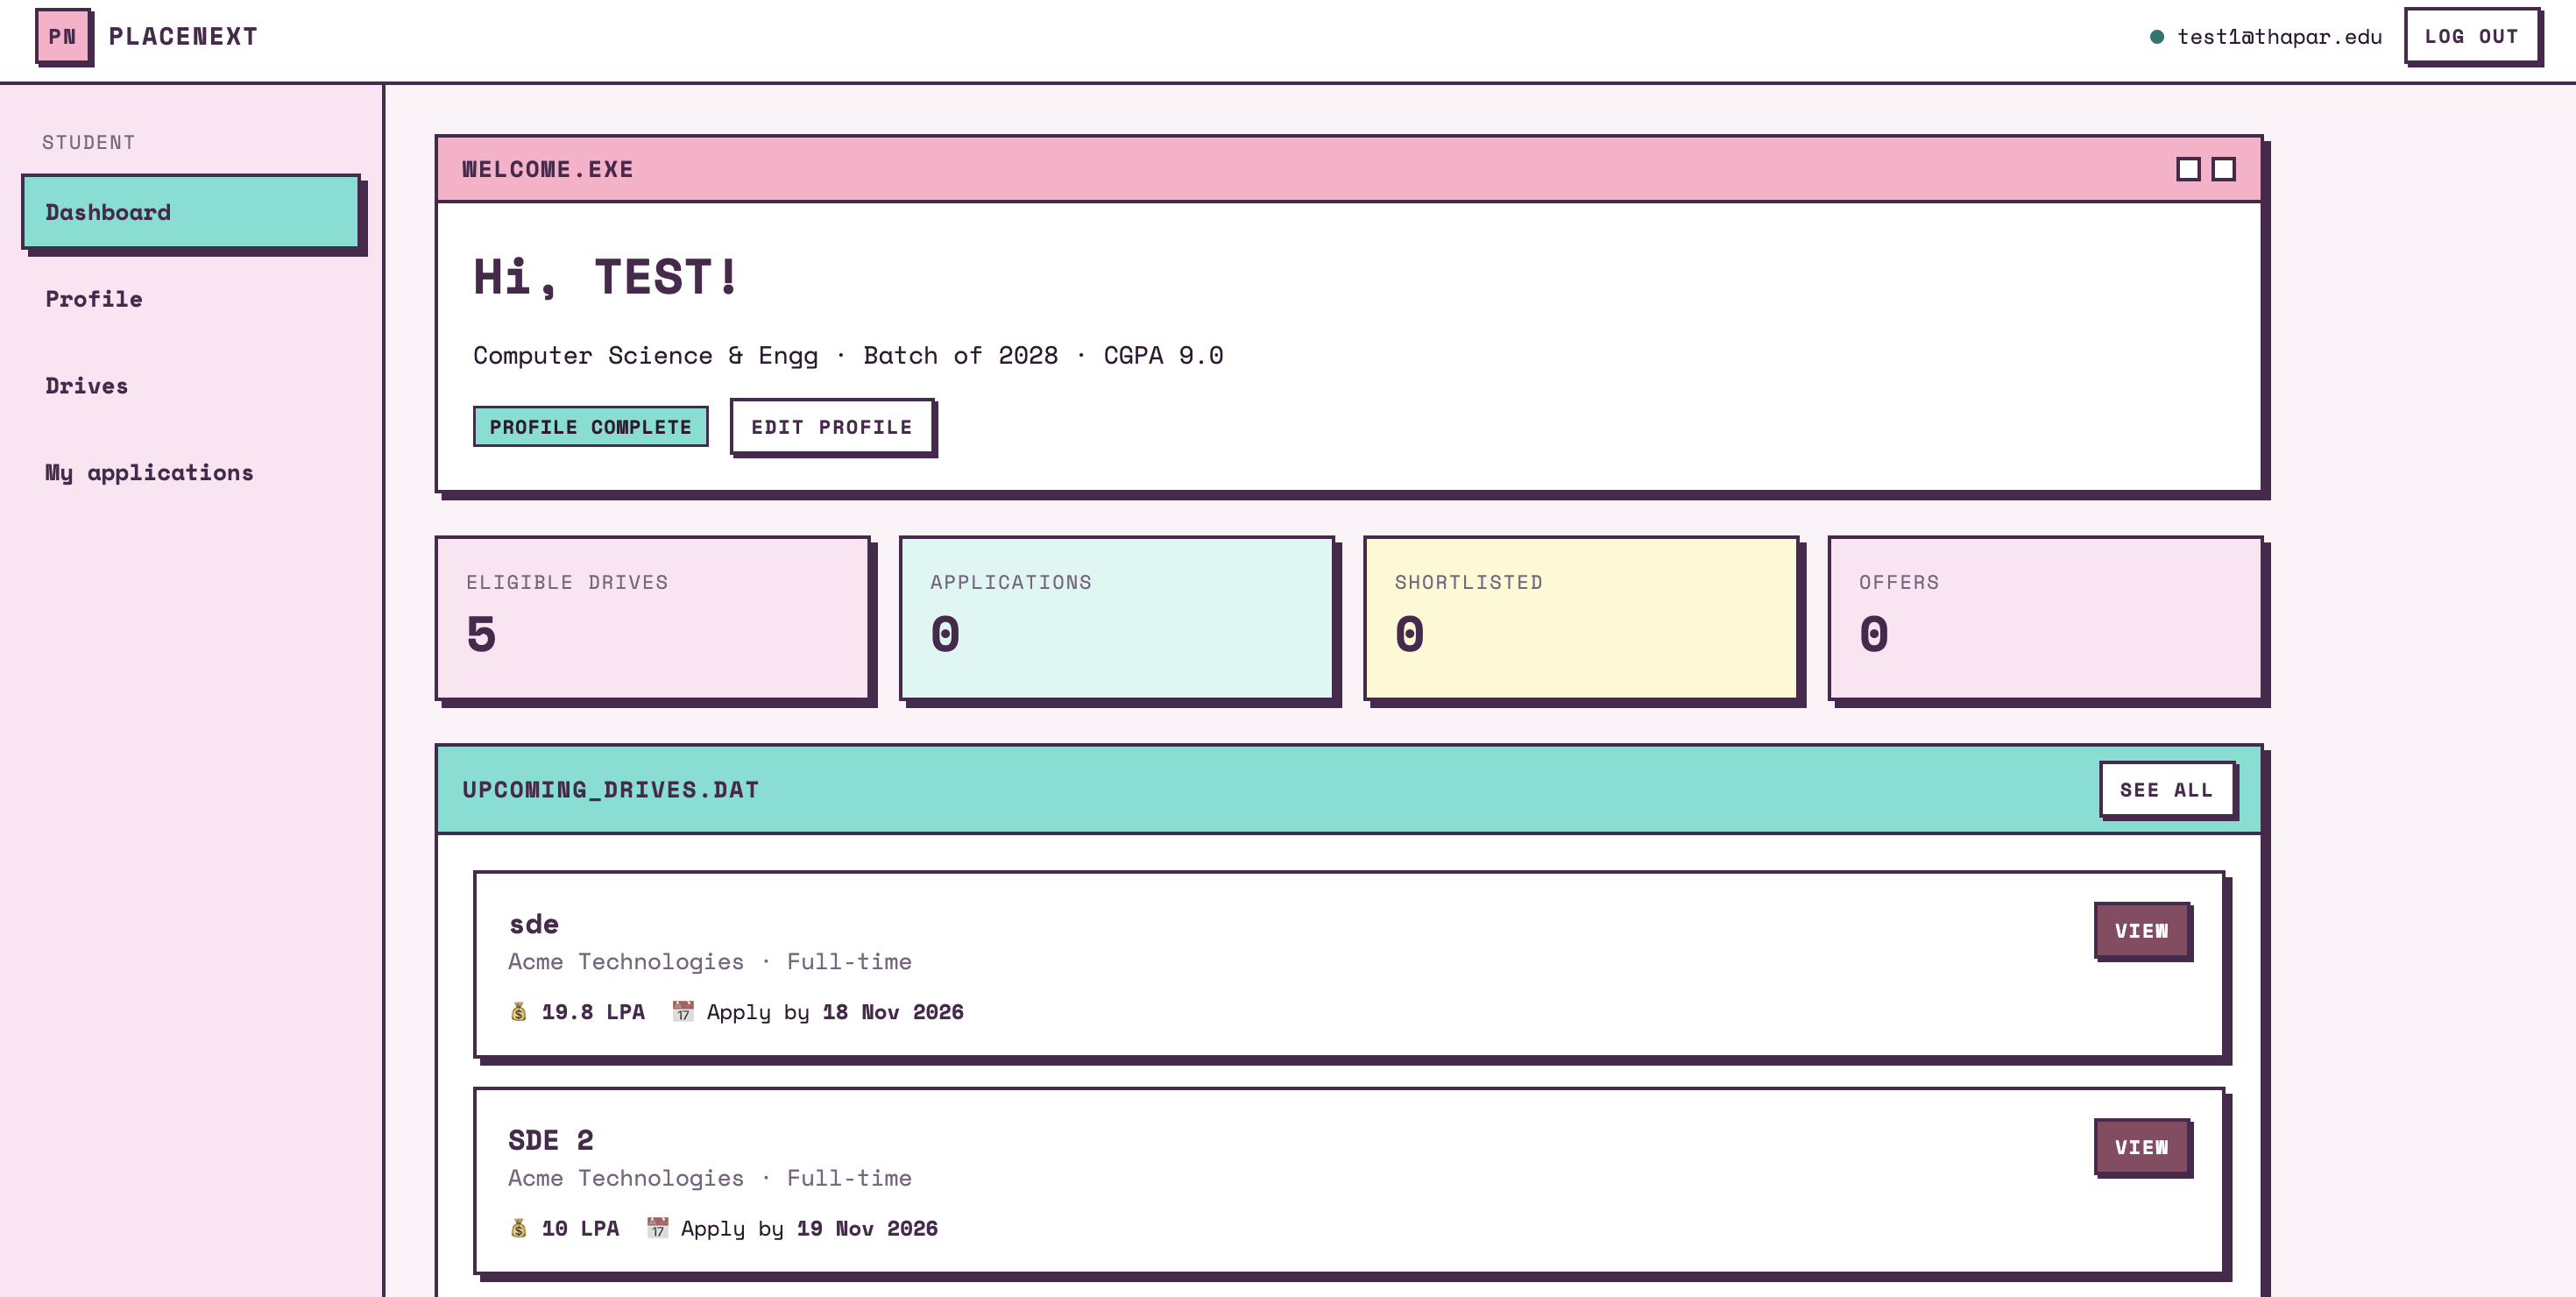 PN PLACENEXT
test1@thapar.edu
LOG OUT
STUDENT
Dashboard
Profile
Drives
My applications
WELCOME.EXE
Hi, TEST!
Computer Science & Engg · Batch of 2028 · CGPA 9.0
PROFILE COMPLETE
EDIT PROFILE
ELIGIBLE DRIVES
5
APPLICATIONS
0
SHORTLISTED
0
OFFERS
0
UPCOMING_DRIVES.DAT
SEE ALL
sde
VIEW
Acme Technologies · Full-time
💰 19.8 LPA 📅 Apply by 18 Nov 2026
SDE 2
VIEW
Acme Technologies · Full-time
💰 10 LPA 📅 Apply by 19 Nov 2026